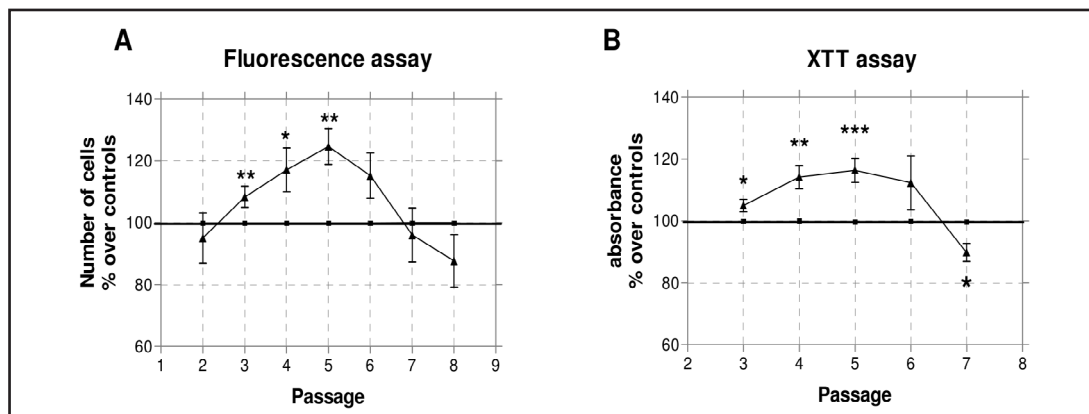 A
Fluorescence assay
Number of cells
% over controls
140
120
100
80
60
**
*
**
1 2 3 4 5 6 7 8 9
Passage
B
XTT assay
absorbance
% over controls
140
120
100
80
60
*
**
***
*
2 3 4 5 6 7 8
Passage